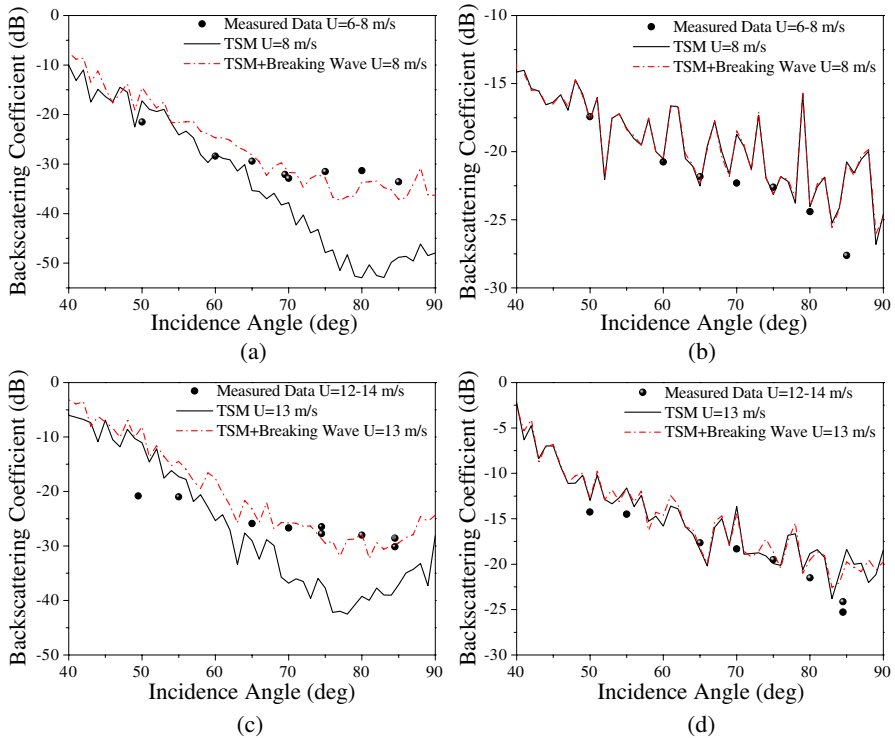 0
-10
-20
-30
-40
-50
40 50 60 70 80 90
Backscattering Coefficient (dB)
Incidence Angle (deg)
Measured Data U=6-8 m/s
TSM U=8 m/s
TSM+Breaking Wave U=8 m/s
(a)
-10
-15
-20
-25
-30
40 50 60 70 80 90
Backscattering Coefficient (dB)
Incidence Angle (deg)
Measured Data U=6-8 m/s
TSM U=8 m/s
TSM+Breaking Wave U=8 m/s
(b)
0
-10
-20
-30
-40
-50
40 50 60 70 80 90
Backscattering Coefficient (dB)
Incidence Angle (deg)
Measured Data U=12-14 m/s
TSM U=13 m/s
TSM+Breaking Wave U=13 m/s
(c)
0
-5
-10
-15
-20
-25
-30
40 50 60 70 80 90
Backscattering Coefficient (dB)
Incidence Angle (deg)
Measured Data U=12-14 m/s
TSM U=13 m/s
TSM+Breaking Wave U=13 m/s
(d)